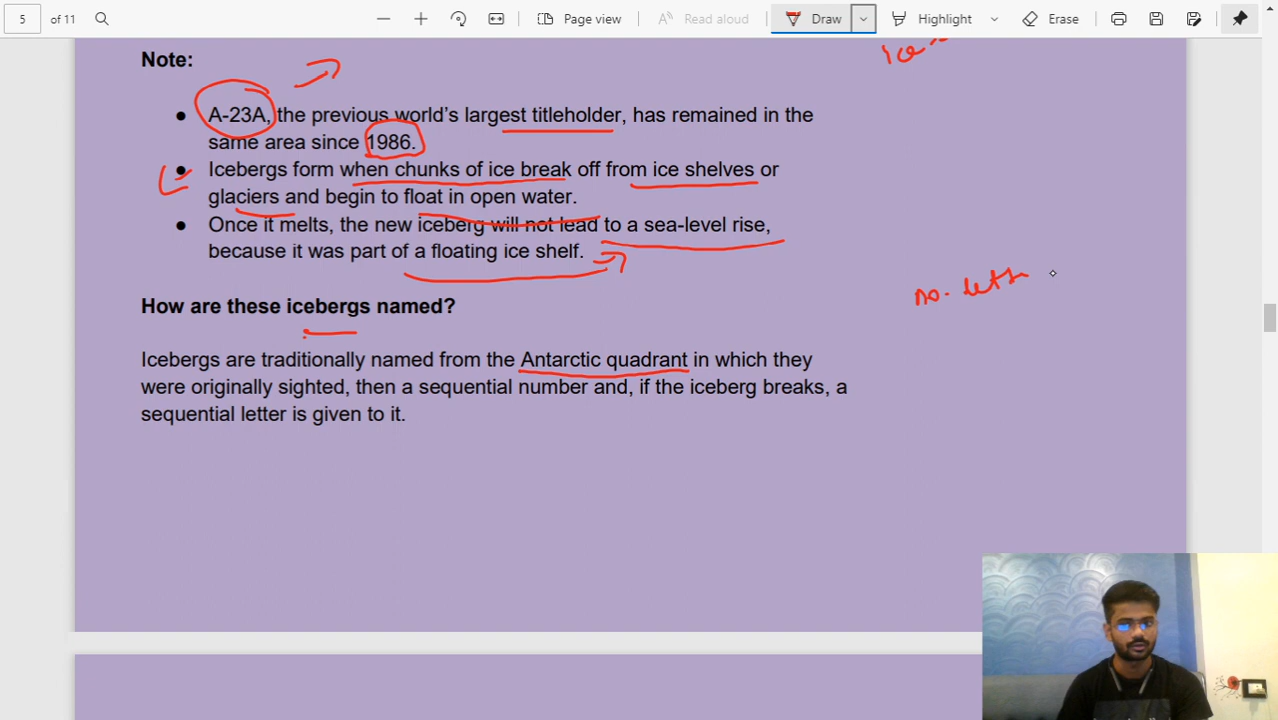 5 of 11
Page view
Read aloud
Draw
Highlight
Erase
ice
Note:
● A-23A, the previous world's largest titleholder, has remained in the
same area since 1986.
● Icebergs form when chunks of ice break off from ice shelves or
glaciers and begin to float in open water.
● Once it melts, the new iceberg will not lead to a sea-level rise,
because it was part of a floating ice shelf.
no. letter
How are these icebergs named?
Icebergs are traditionally named from the Antarctic quadrant in which they
were originally sighted, then a sequential number and, if the iceberg breaks, a
sequential letter is given to it.